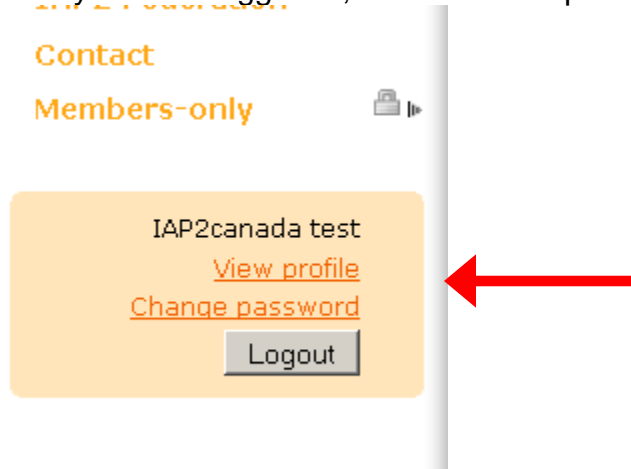 Contact
Members-only
IAP2canada test
View profile
Change password
Logout